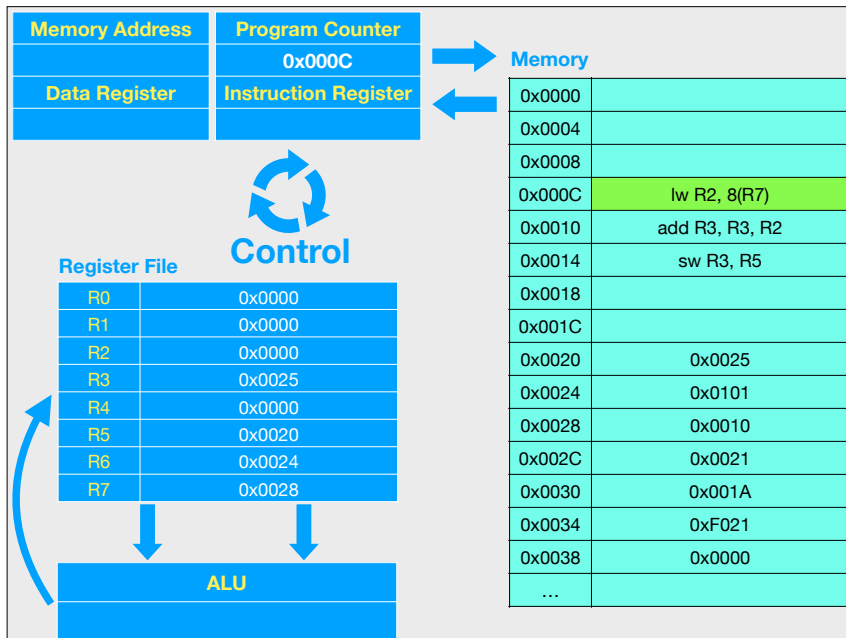 Memory Address Program Counter
0x000C
Data Register Instruction Register
Control
Register File
R0 0x0000
R1 0x0000
R2 0x0000
R3 0x0025
R4 0x0000
R5 0x0020
R6 0x0024
R7 0x0028
ALU
Memory
0x0000
0x0004
0x0008
0x000C lw R2, 8(R7)
0x0010 add R3, R3, R2
0x0014 sw R3, R5
0x0018
0x001C
0x0020 0x0025
0x0024 0x0101
0x0028 0x0010
0x002C 0x0021
0x0030 0x001A
0x0034 0xF021
0x0038 0x0000
…